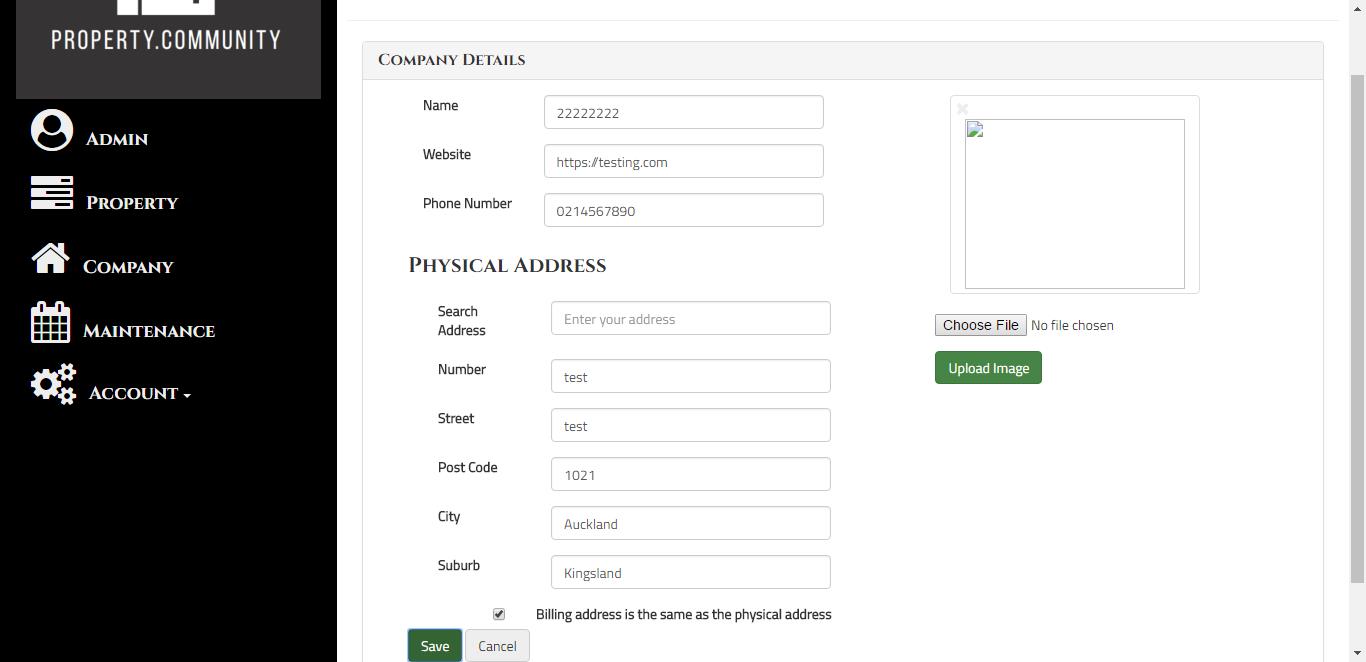 PROPERTY.COMMUNITY
Admin
Property
Company
Maintenance
Account
Company Details
Name
22222222
Website
https://testing.com
Phone Number
0214567890
Physical Address
Search
Address
Enter your address
Number
test
Street
test
Post Code
1021
City
Auckland
Suburb
Kingsland
Billing address is the same as the physical address
Save
Cancel
Choose File No file chosen
Upload Image